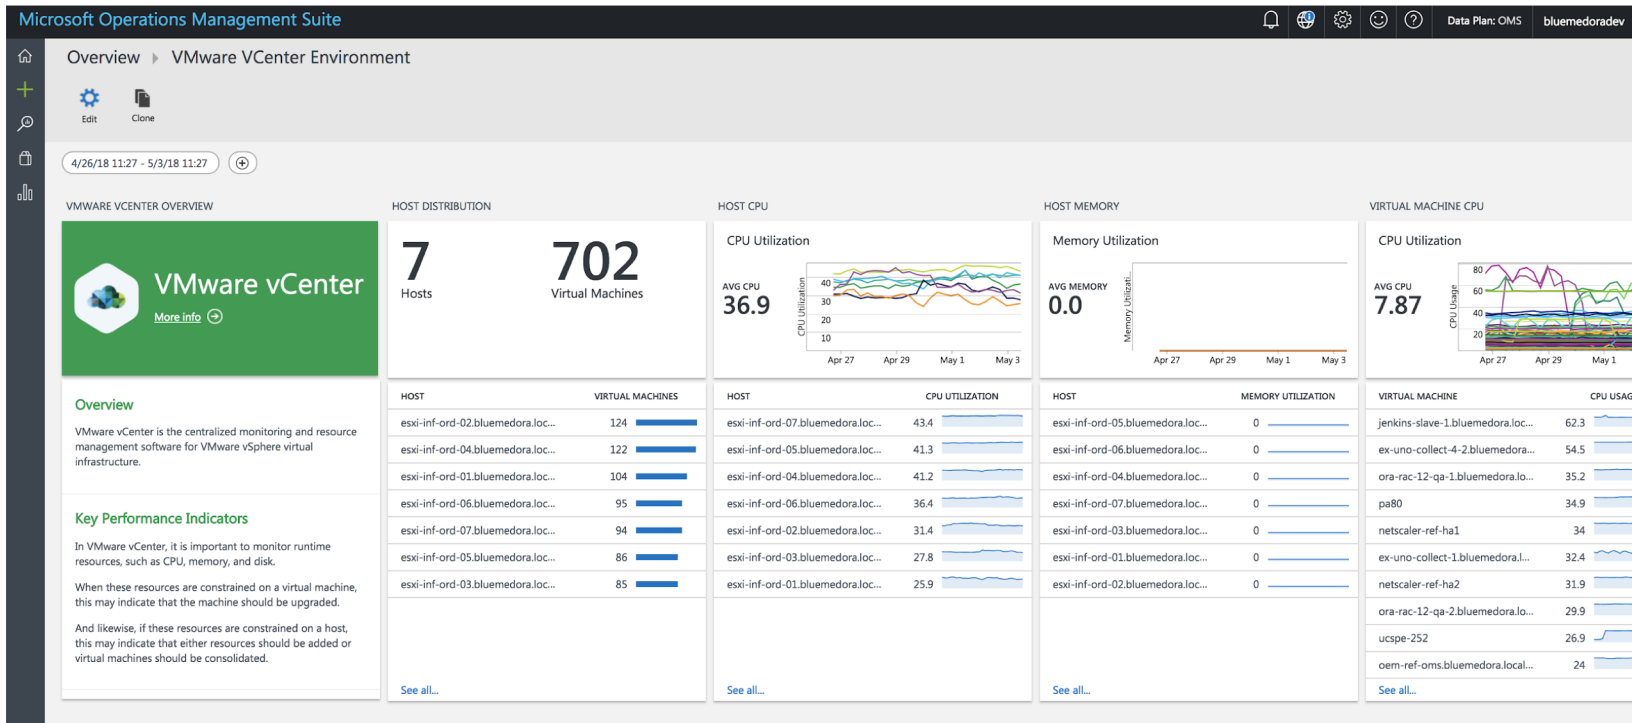 Microsoft Operations Management Suite
Data Plan: OMS
bluemedoradev
Overview
VMware VCenter Environment
Edit
Clone
4/26/18 11:27 - 5/3/18 11:27
VMWARE VCENTER OVERVIEW
VMware vCenter
More info
Overview
VMware vCenter is the centralized monitoring and resource
management software for VMware vSphere virtual
infrastructure.
Key Performance Indicators
In VMware vCenter, it is important to monitor runtime
resources, such as CPU, memory, and disk.
When these resources are constrained on a virtual machine,
this may indicate that the machine should be upgraded.
And likewise, if these resources are constrained on a host,
this may indicate that either resources should be added or
virtual machines should be consolidated.
HOST DISTRIBUTION
7 702
Hosts Virtual Machines
HOST VIRTUAL MACHINES
esxi-inf-ord-02.bluemedora.loc... 124
esxi-inf-ord-04.bluemedora.loc... 122
esxi-inf-ord-01.bluemedora.loc... 104
esxi-inf-ord-06.bluemedora.loc... 95
esxi-inf-ord-07.bluemedora.loc... 94
esxi-inf-ord-05.bluemedora.loc... 86
esxi-inf-ord-03.bluemedora.loc... 85
See all...
HOST CPU
CPU Utilization
AVG CPU
36.9
CPU Utilization
40
30
20
10
Apr 27 Apr 29 May 1 May 3
HOST CPU UTILIZATION
esxi-inf-ord-07.bluemedora.loc... 43.4
esxi-inf-ord-05.bluemedora.loc... 41.3
esxi-inf-ord-04.bluemedora.loc... 41.2
esxi-inf-ord-06.bluemedora.loc... 36.4
esxi-inf-ord-02.bluemedora.loc... 31.4
esxi-inf-ord-03.bluemedora.loc... 27.8
esxi-inf-ord-01.bluemedora.loc... 25.9
See all...
HOST MEMORY
Memory Utilization
AVG MEMORY
0.0
Memory Utilizati...
Apr 27 Apr 29 May 1 May 3
HOST MEMORY UTILIZATION
esxi-inf-ord-05.bluemedora.loc... 0
esxi-inf-ord-06.bluemedora.loc... 0
esxi-inf-ord-04.bluemedora.loc... 0
esxi-inf-ord-07.bluemedora.loc... 0
esxi-inf-ord-03.bluemedora.loc... 0
esxi-inf-ord-01.bluemedora.loc... 0
esxi-inf-ord-02.bluemedora.loc... 0
See all...
VIRTUAL MACHINE CPU
CPU Utilization
AVG CPU
7.87
CPU Usage
80
60
40
20
Apr 27 Apr 29 May 1
VIRTUAL MACHINE CPU USAG
jenkins-slave-1.bluemedora.loc... 62.3
ex-uno-collect-4-2.bluemedora... 54.5
ora-rac-12-qa-1.bluemedora.lo... 35.2
pa80 34.9
netscaler-ref-ha1 34
ex-uno-collect-1.bluemedora.l... 32.4
netscaler-ref-ha2 31.9
ora-rac-12-qa-2.bluemedora.lo... 29.9
ucspe-252 26.9
oem-ref-oms.bluemedora.local... 24
See all...